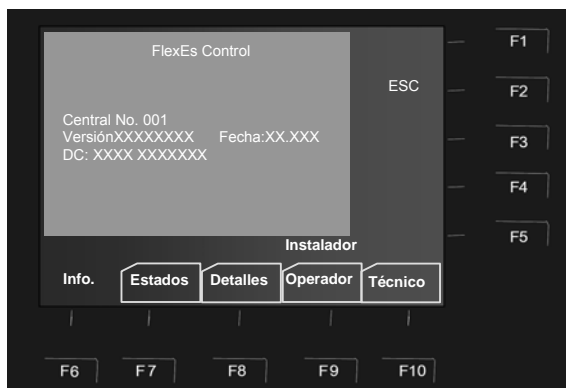 FlexEs Control
F1
ESC
F2
Central No. 001
VersiónXXXXXXXX Fecha:XX.XXX
DC: XXXX XXXXXXX
F3
F4
F5
Instalador
Info. Estados Detalles Operador Técnico
F6 F7 F8 F9 F10